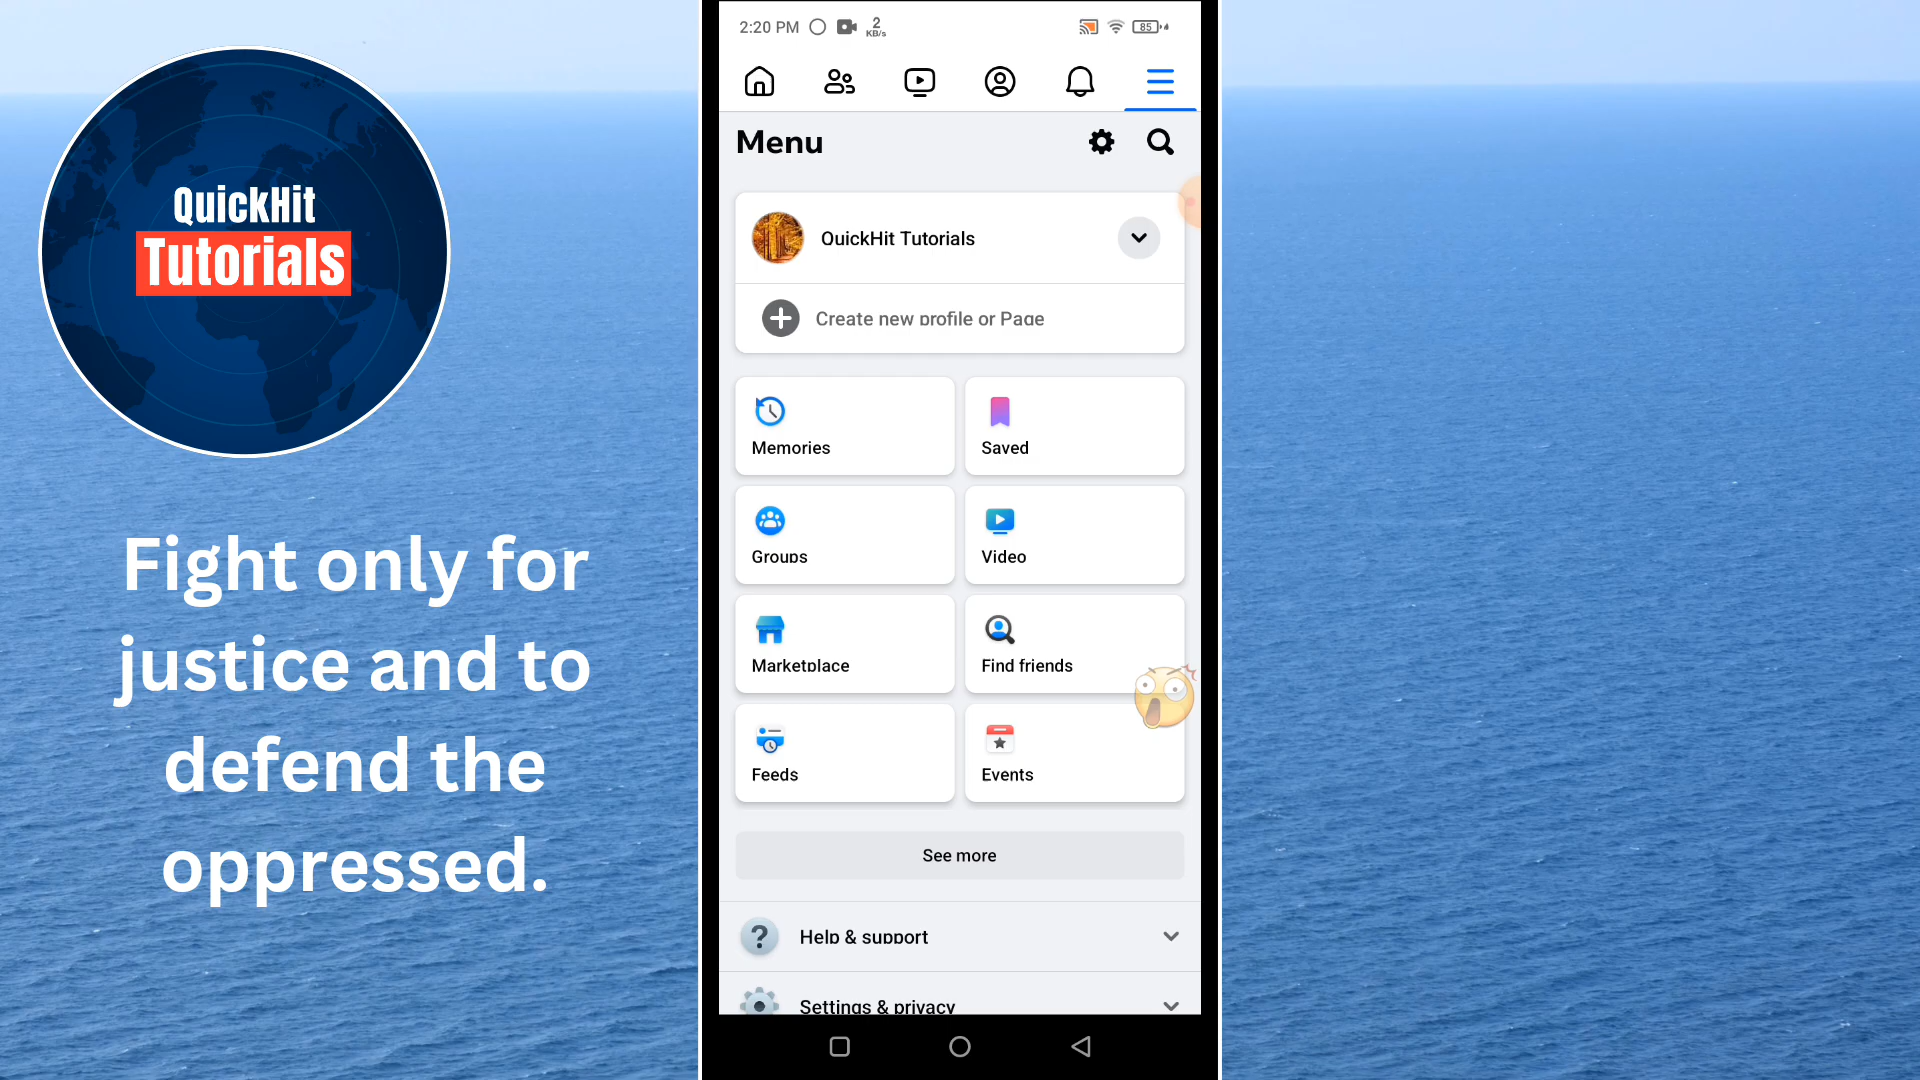 QuickHit
Tutorials
Fight only for
justice and to
defend the
oppressed.
2:20 PM
2
KB/s
85
Menu
QuickHit Tutorials
Create new profile or Page
Memories
Saved
Groups
Video
Marketplace
Find friends
Feeds
Events
See more
Help & support
Settings & privacy